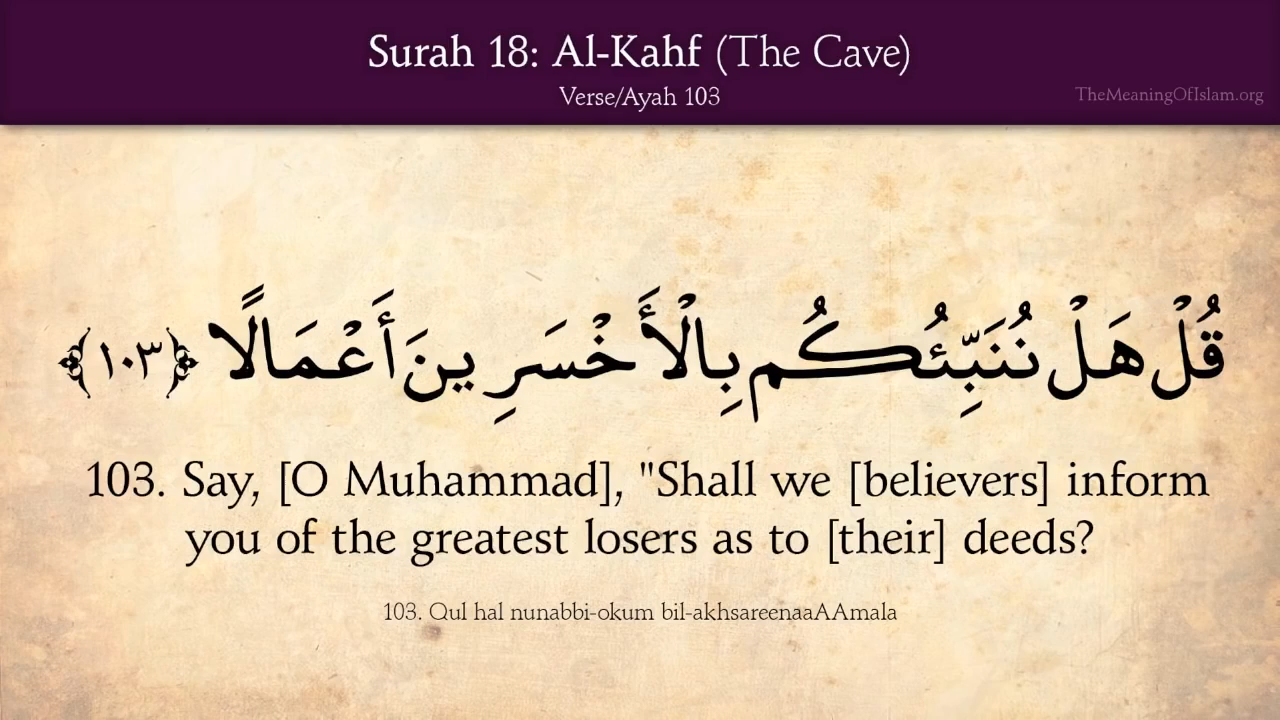 Surah 18: Al-Kahf (The Cave)
Verse/Ayah 103
TheMeaningOfIslam.org
قُلْ هَلْ نُنَبِّئُكُم بِالْأَخْسَرِينَ أَعْمَالًا ﴿١٠٣﴾
103. Say, [O Muhammad], "Shall we [believers] inform
you of the greatest losers as to [their] deeds?
103. Qul hal nunabbi-okum bil-akhsareenaaAAmala